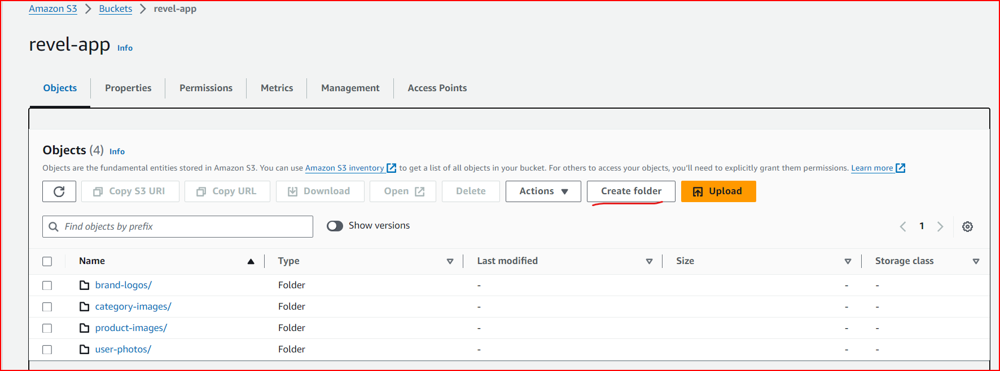 Amazon S3 > Buckets > revel-app
revel-app Info
Objects Properties Permissions Metrics Management Access Points
Objects (4) Info
Objects are the fundamental entities stored in Amazon S3. You can use Amazon S3 inventory to get a list of all objects in your bucket. For others to access your objects, you'll need to explicitly grant them permissions. Learn more
Copy S3 URI Copy URL Download Open Delete Actions Create folder Upload
Find objects by prefix Show versions 1
Name Type Last modified Size Storage class
brand-logos/ Folder - - -
category-images/ Folder - - -
product-images/ Folder - - -
user-photos/ Folder - - -